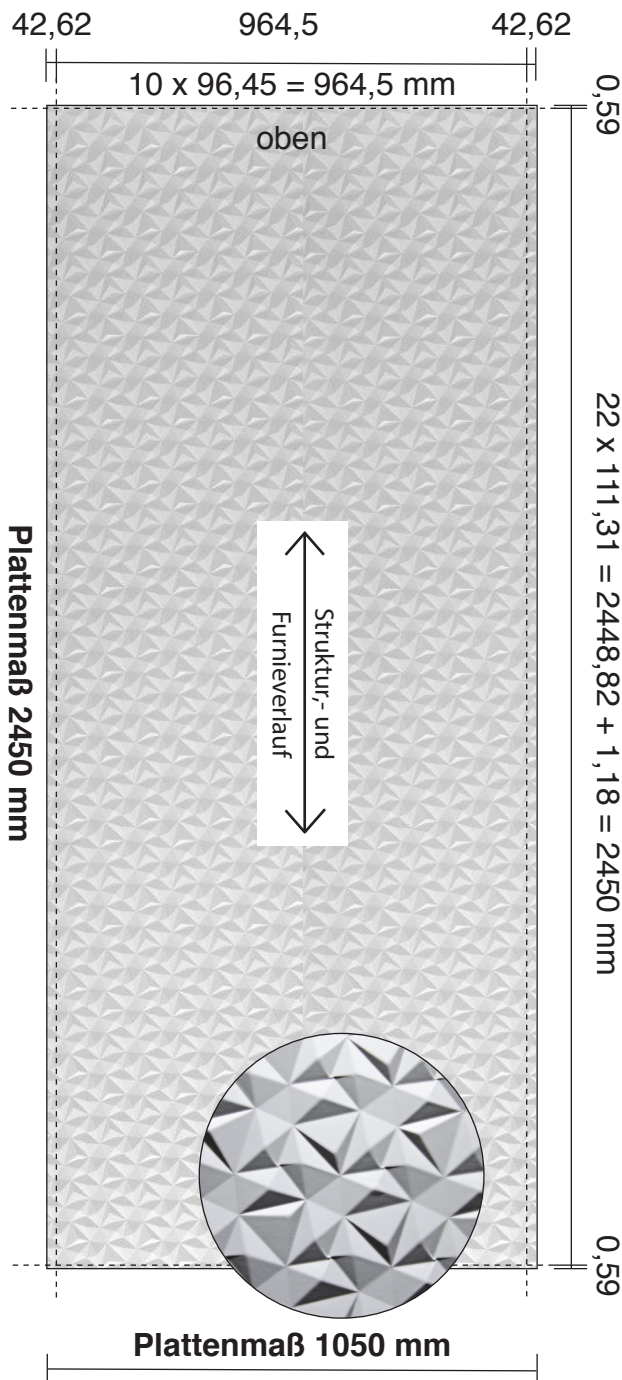 42,62 964,5 42,62
10 x 96,45 = 964,5 mm
0,59
oben
22 x 111,31 = 2448,82 + 1,18 = 2450 mm
Struktur,- und
Furnieverlauf
Plattenmaß 2450 mm
0,59
Plattenmaß 1050 mm